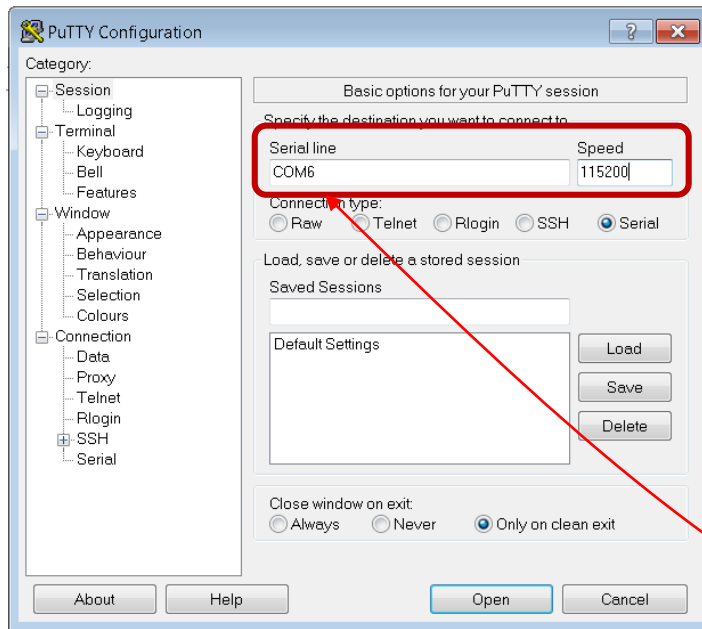 PuTTY Configuration
Category:
Session
Logging
Terminal
Keyboard
Bell
Features
Window
Appearance
Behaviour
Translation
Selection
Colours
Connection
Data
Proxy
Telnet
Rlogin
SSH
Serial
Basic options for your PuTTY session
Specify the destination you want to connect to
Serial line Speed
COM6 115200
Connection type:
Raw Telnet Rlogin SSH Serial
Load, save or delete a stored session
Saved Sessions
Default Settings
Load
Save
Delete
Close window on exit:
Always Never Only on clean exit
About Help Open Cancel